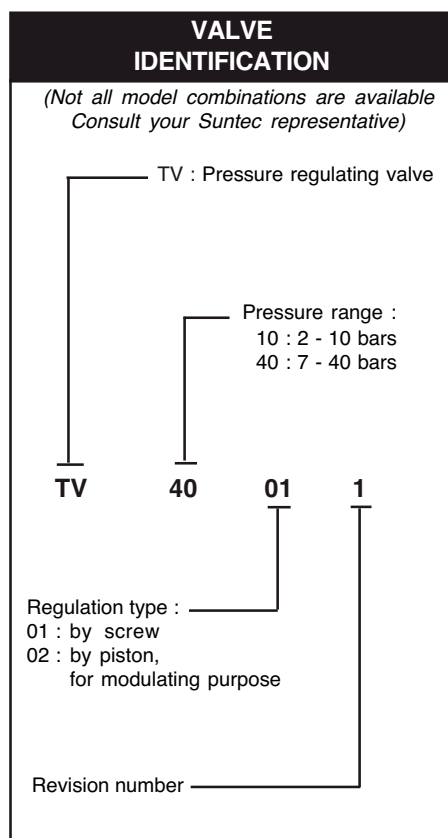 VALVE
IDENTIFICATION
(Not all model combinations are available
Consult your Suntec representative)
TV : Pressure regulating valve
Pressure range :
10 : 2 - 10 bars
40 : 7 - 40 bars
TV 40 01 1
Regulation type :
01 : by screw
02 : by piston,
for modulating purpose
Revision number